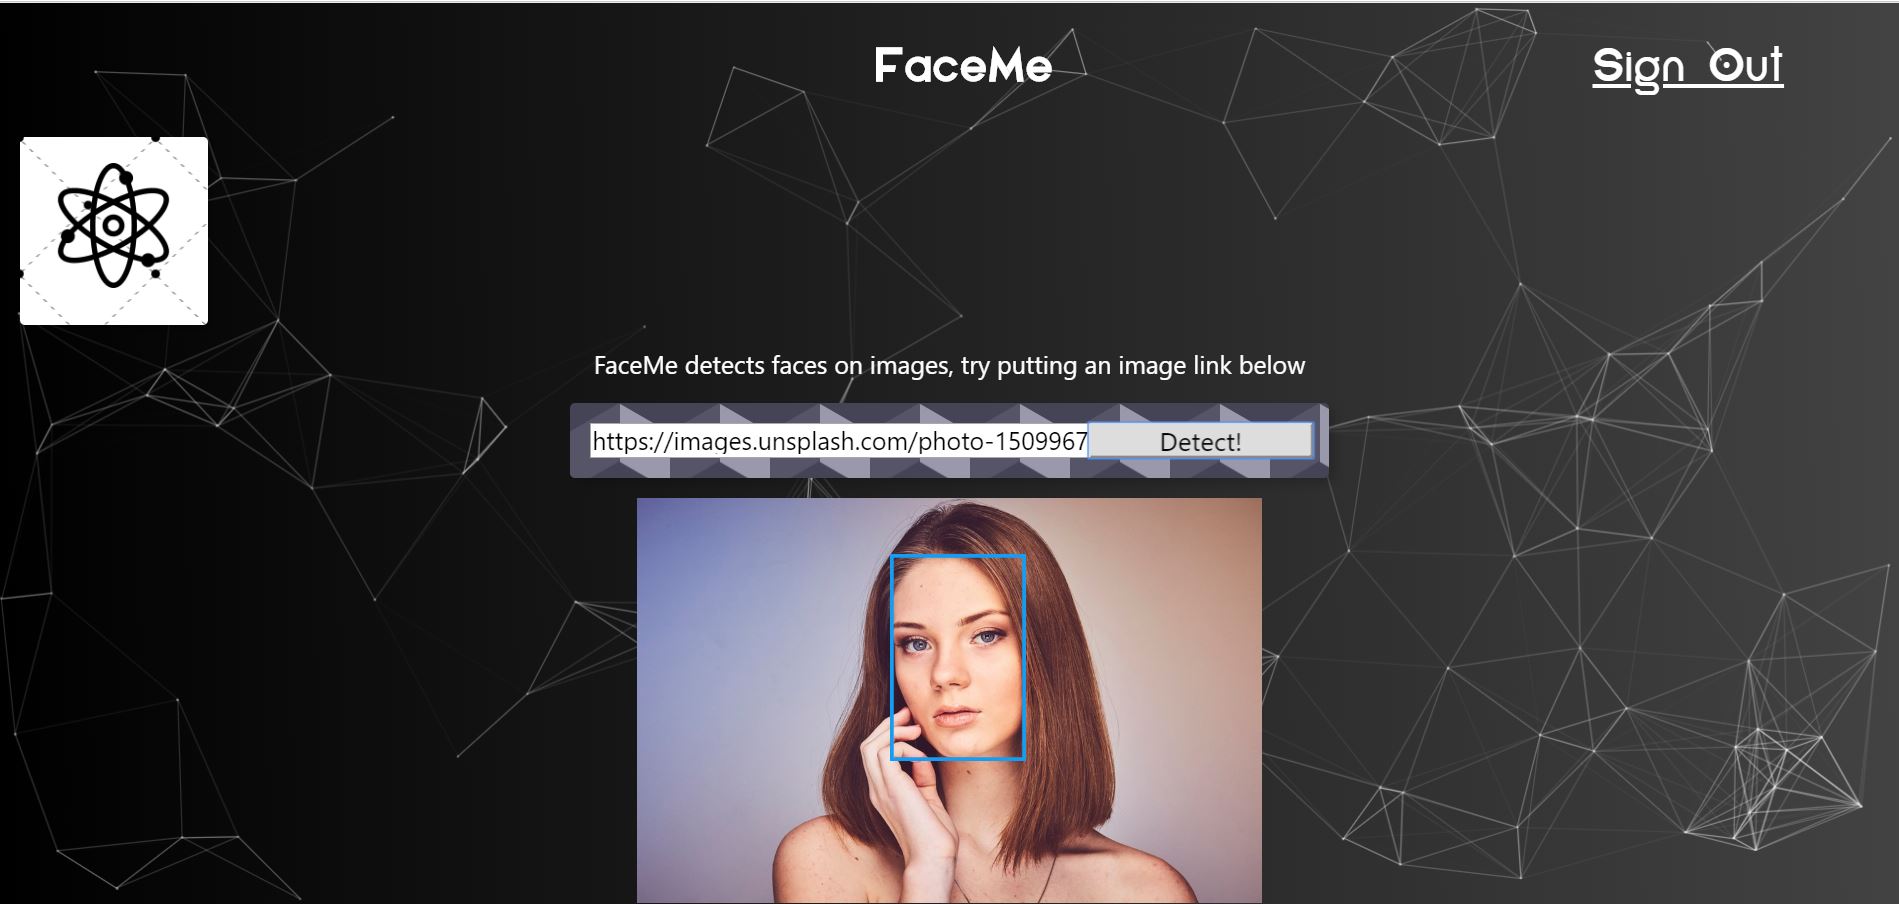 FaceMe
Sign Out
FaceMe detects faces on images, try putting an image link below
https://images.unsplash.com/photo-1509967
Detect!